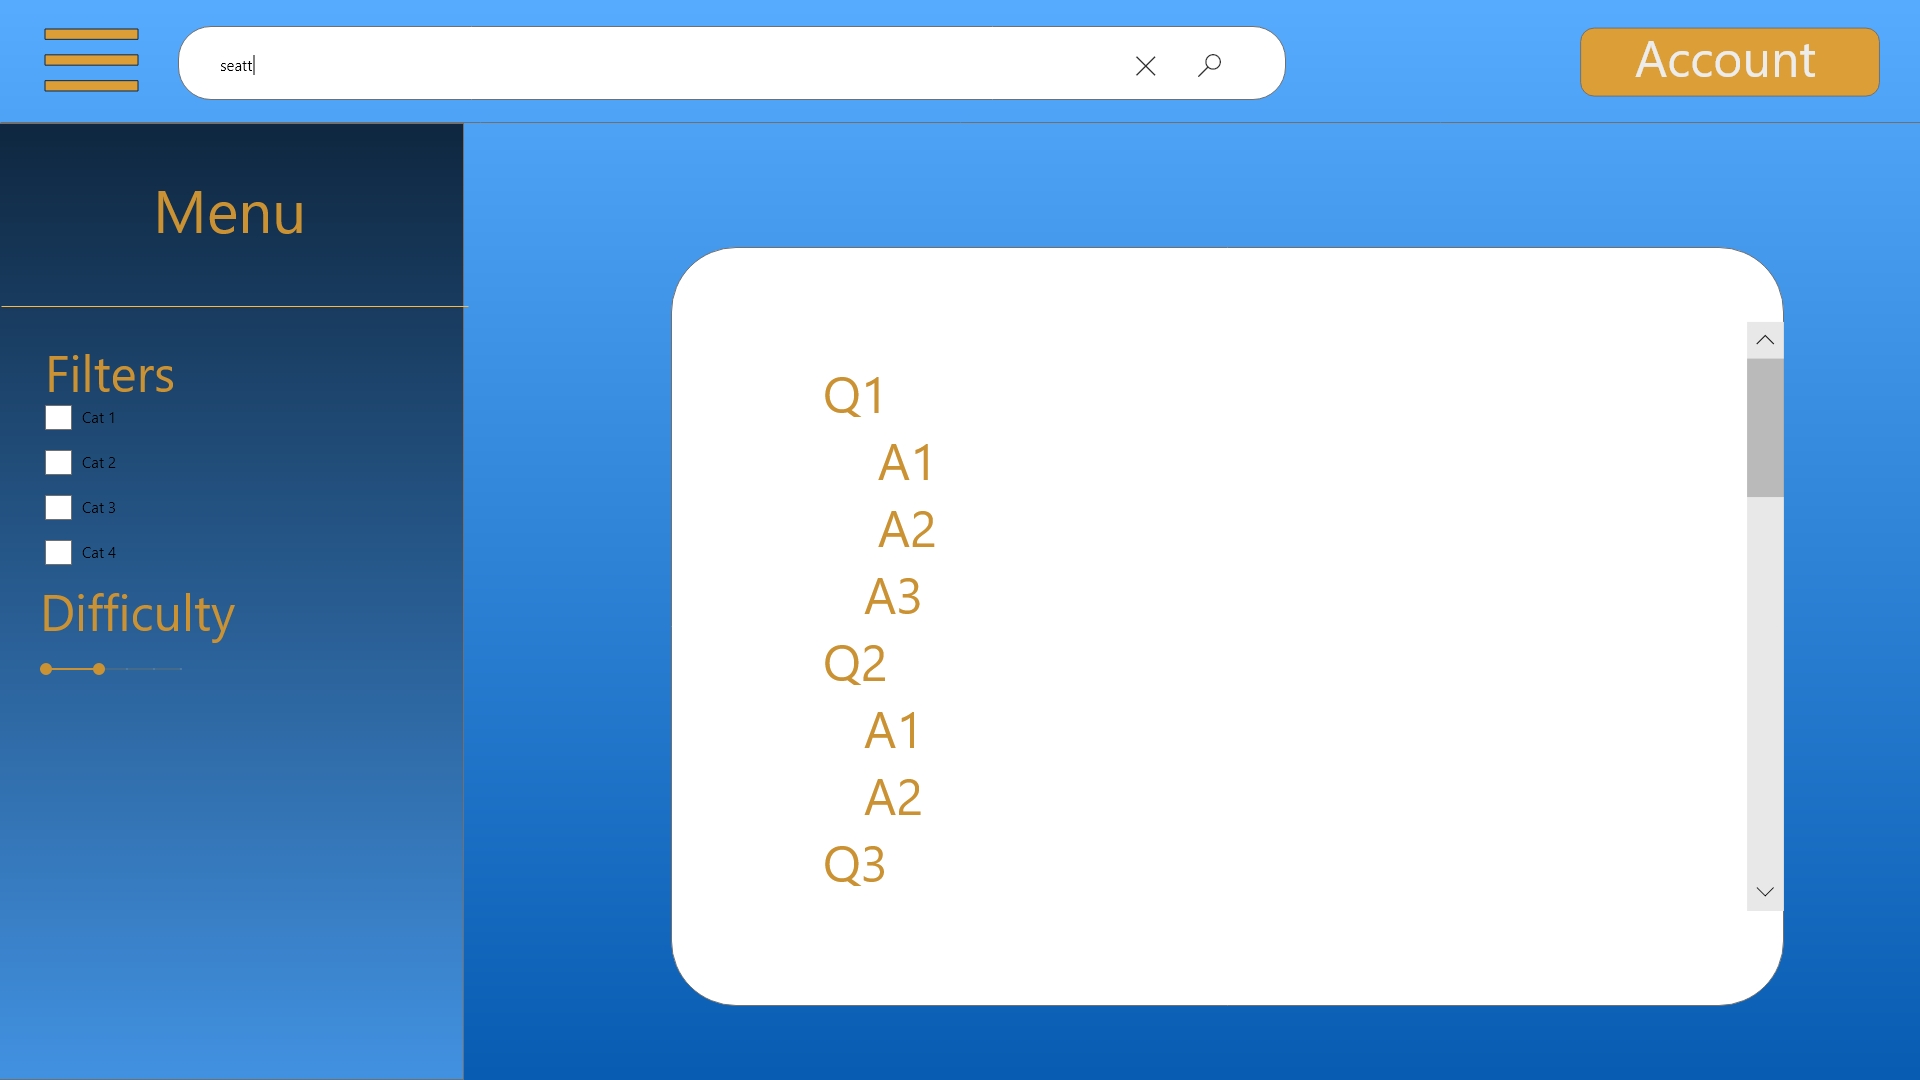 seatt
Account
Menu
Filters
Cat 1
Cat 2
Cat 3
Cat 4
Difficulty
Q1
A1
A2
A3
Q2
A1
A2
Q3